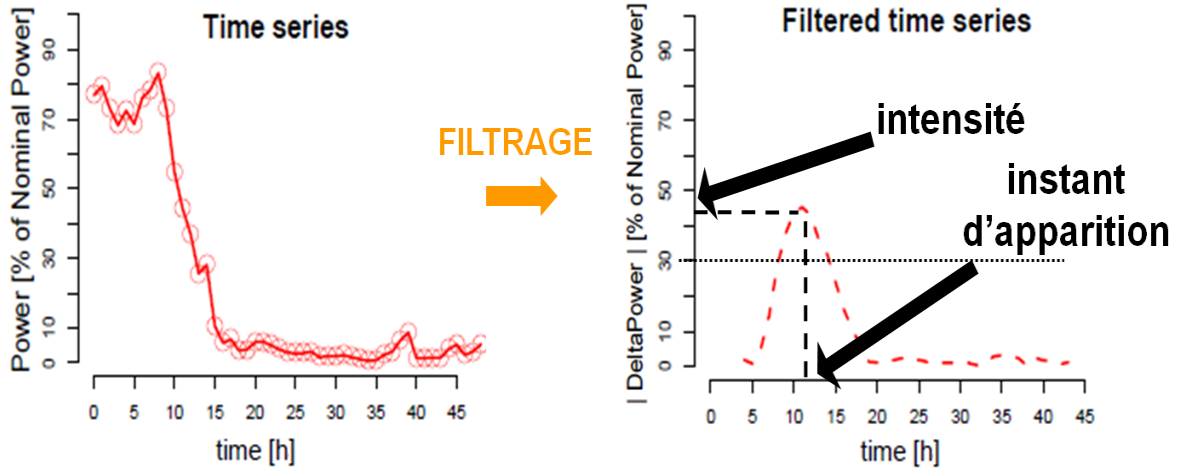 Time series
Power [% of Nominal Power]
90
70
50
30
10
0
0 5 10 15 20 25 30 35 45
time [h]
FILTRAGE
Filtered time series
| DeltaPower | [% of Nominal Power]
90
70
50
30
10
0
0 5 10 15 20 25 30 35 45
time [h]
intensité
instant
d’apparition